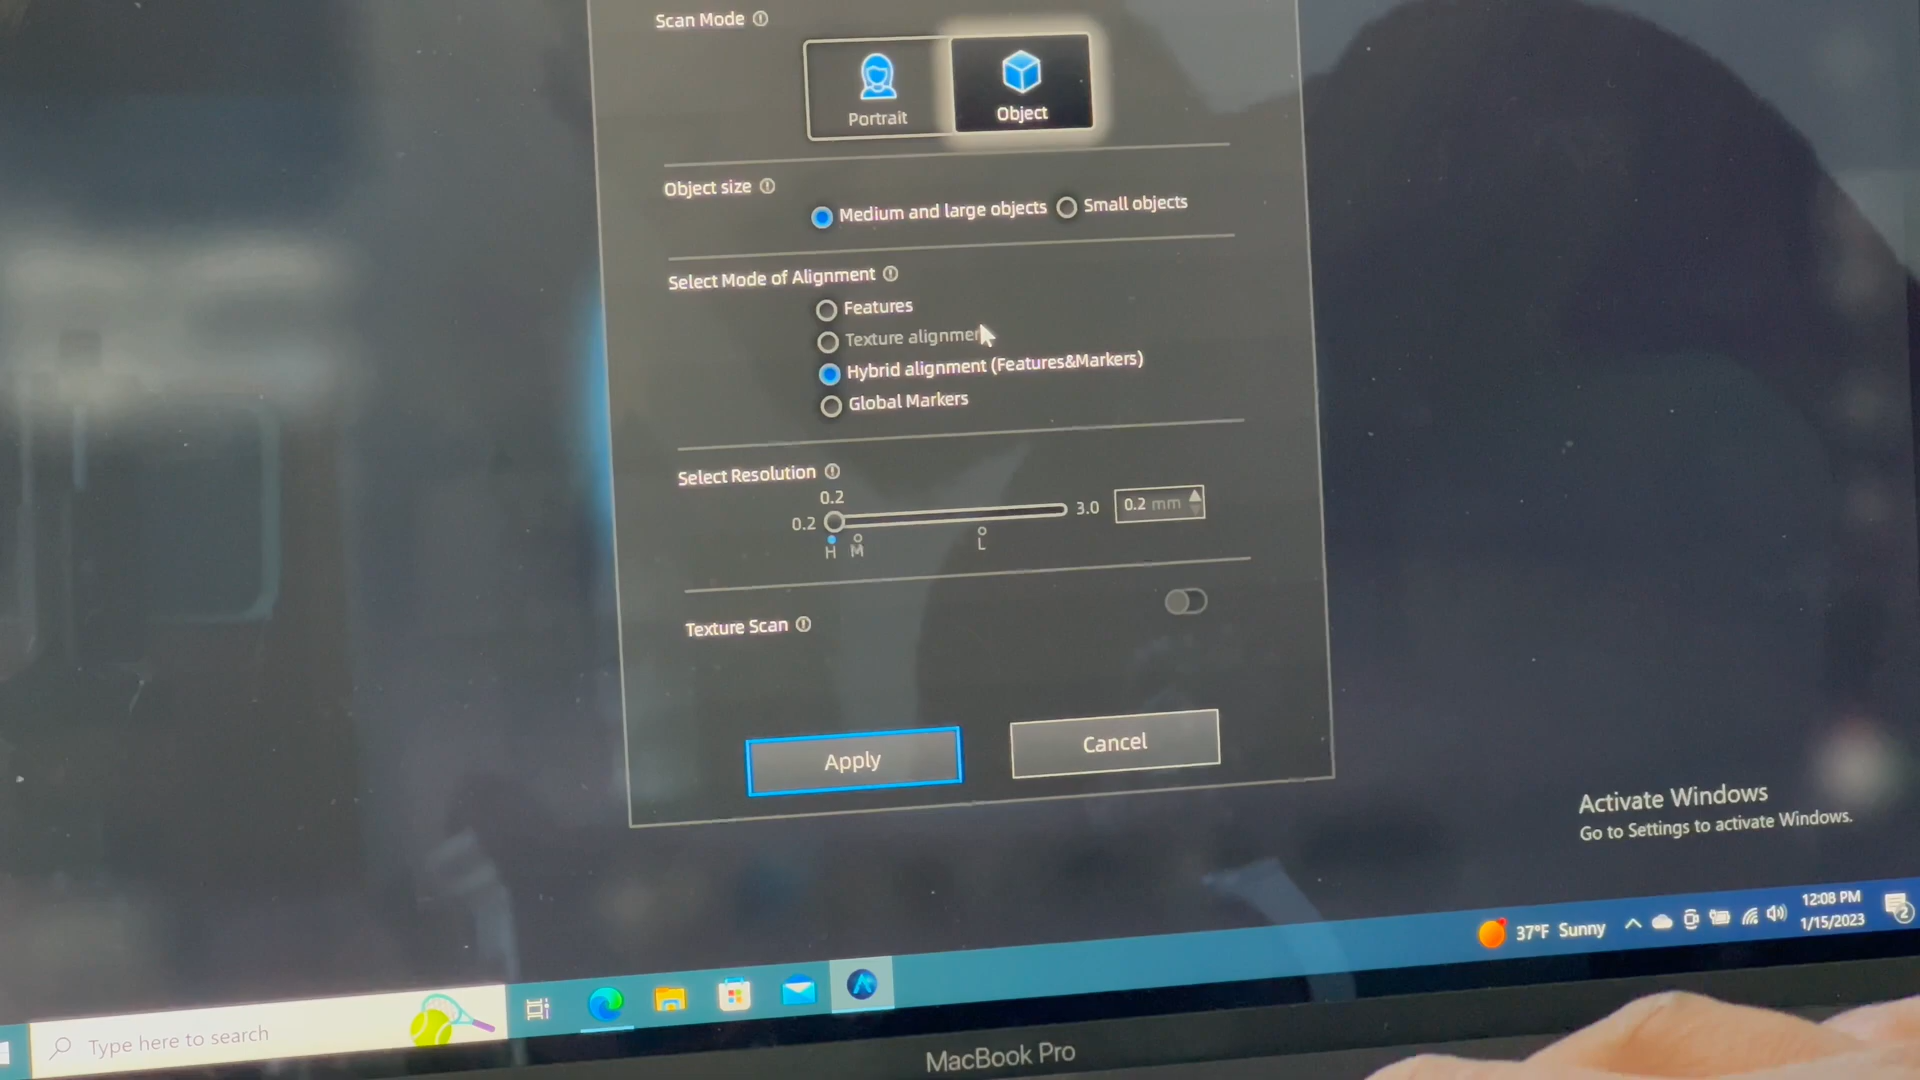 Scan Mode
Portrait
Object
Object size
Medium and large objects
Small objects
Select Mode of Alignment
Features
Texture alignmen
Hybrid alignment (Features&Markers)
Global Markers
Select Resolution
0.2
0.2
3.0
0.2 mm
H
M
L
Texture Scan
Apply
Cancel
Activate Windows
Go to Settings to activate Windows.
37°F Sunny
12:08 PM
1/15/2023
2
Type here to search
MacBook Pro